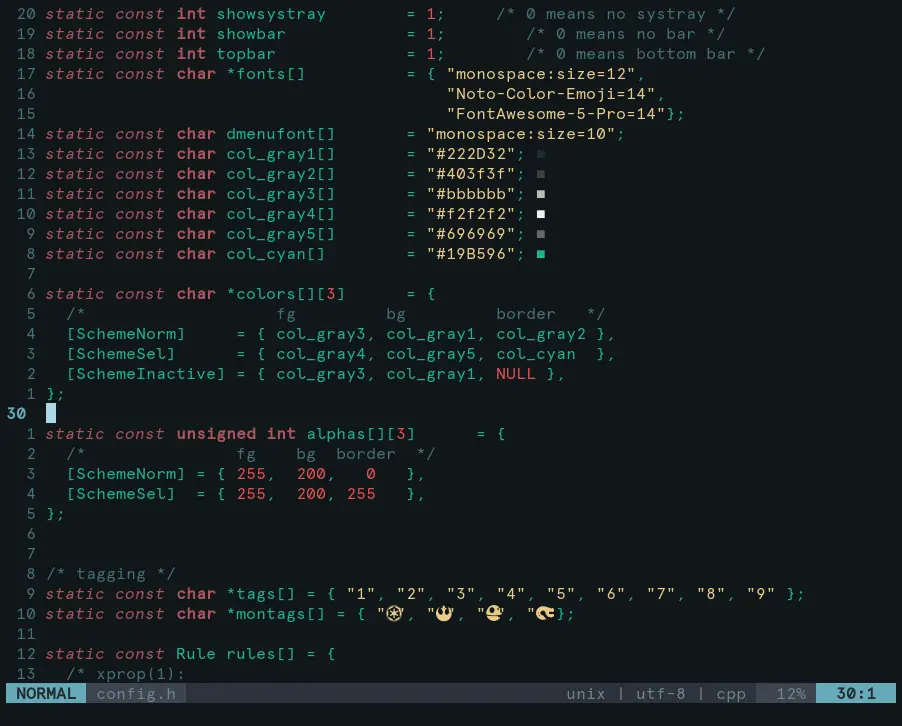 20 static const int showsystray        = 1;     /* 0 means no systray */
19 static const int showbar            = 1;        /* 0 means no bar */
18 static const int topbar             = 1;        /* 0 means bottom bar */
17 static const char *fonts[]          = { "monospace:size=12",
16                                         "Noto-Color-Emoji=14",
15                                         "FontAwesome-5-Pro=14"};
14 static const char dmenufont[]       = "monospace:size=10";
13 static const char col_gray1[]       = "#222D32";
12 static const char col_gray2[]       = "#403f3f";
11 static const char col_gray3[]       = "#bbbbbb";
10 static const char col_gray4[]       = "#f2f2f2";
9 static const char col_gray5[]       = "#696969";
8 static const char col_cyan[]        = "#19B596";
7
6 static const char *colors[][3]      = {
5   /*                   fg         bg         border   */
4   [SchemeNorm]     = { col_gray3, col_gray1, col_gray2 },
3   [SchemeSel]      = { col_gray4, col_gray5, col_cyan  },
2   [SchemeInactive] = { col_gray3, col_gray1, NULL },
1 };
30
1 static const unsigned int alphas[][3]      = {
2   /*               fg    bg  border  */
3   [SchemeNorm] = { 255,  200,   0   },
4   [SchemeSel]  = { 255,  200, 255   },
5 };
6
7
8 /* tagging */
9 static const char *tags[] = { "1", "2", "3", "4", "5", "6", "7", "8", "9" };
10 static const char *montags[] = { "", "", "", "};
11
12 static const Rule rules[] = {
13   /* xprop(1):
NORMAL config.h unix | utf-8 | cpp 12% 30:1